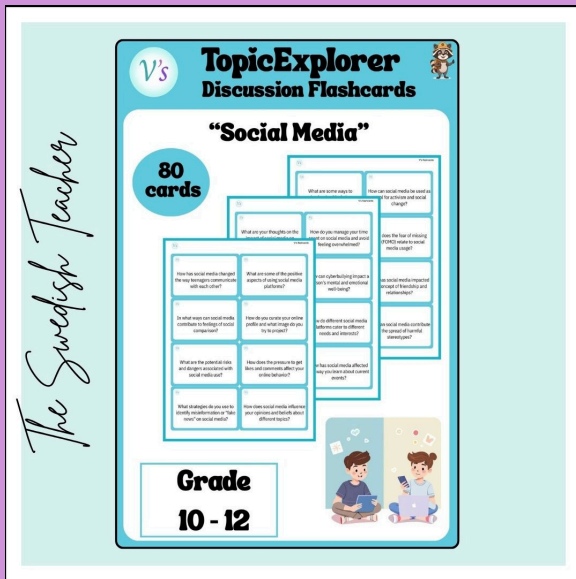 The Swedish Teacher
V's
TopicExplorer
Discussion Flashcards
"Social Media"
80
cards
What are some ways to
How can social media be used as
for activism and social
change?
does the fear of missing
(FOMO) relate to social
media usage?
has social media impacted
concept of friendship and
relationships?
social media contribute
the spread of harmful
stereotypes?
What are your thoughts on the
How do you manage your time
on social media and avoid
feeling overwhelmed?
can cyberbullying impact a
mental and emotional
well-being?
do different social media
platforms cater to different
needs and interests?
has social media affected
way you learn about current
events?
How has social media changed
the way teenagers communicate
with each other?
What are some of the positive
aspects of using social media
platforms?
In what ways can social media
contribute to feelings of social
comparison?
How do you curate your online
profile and what image do you
try to project?
What are the potential risks
and dangers associated with
social media use?
How does the pressure to get
likes and comments affect your
online behavior?
What strategies do you use to
identify misinformation or "fake
news" on social media?
How does social media influence
your opinions and beliefs about
different topics?
Grade
10 - 12